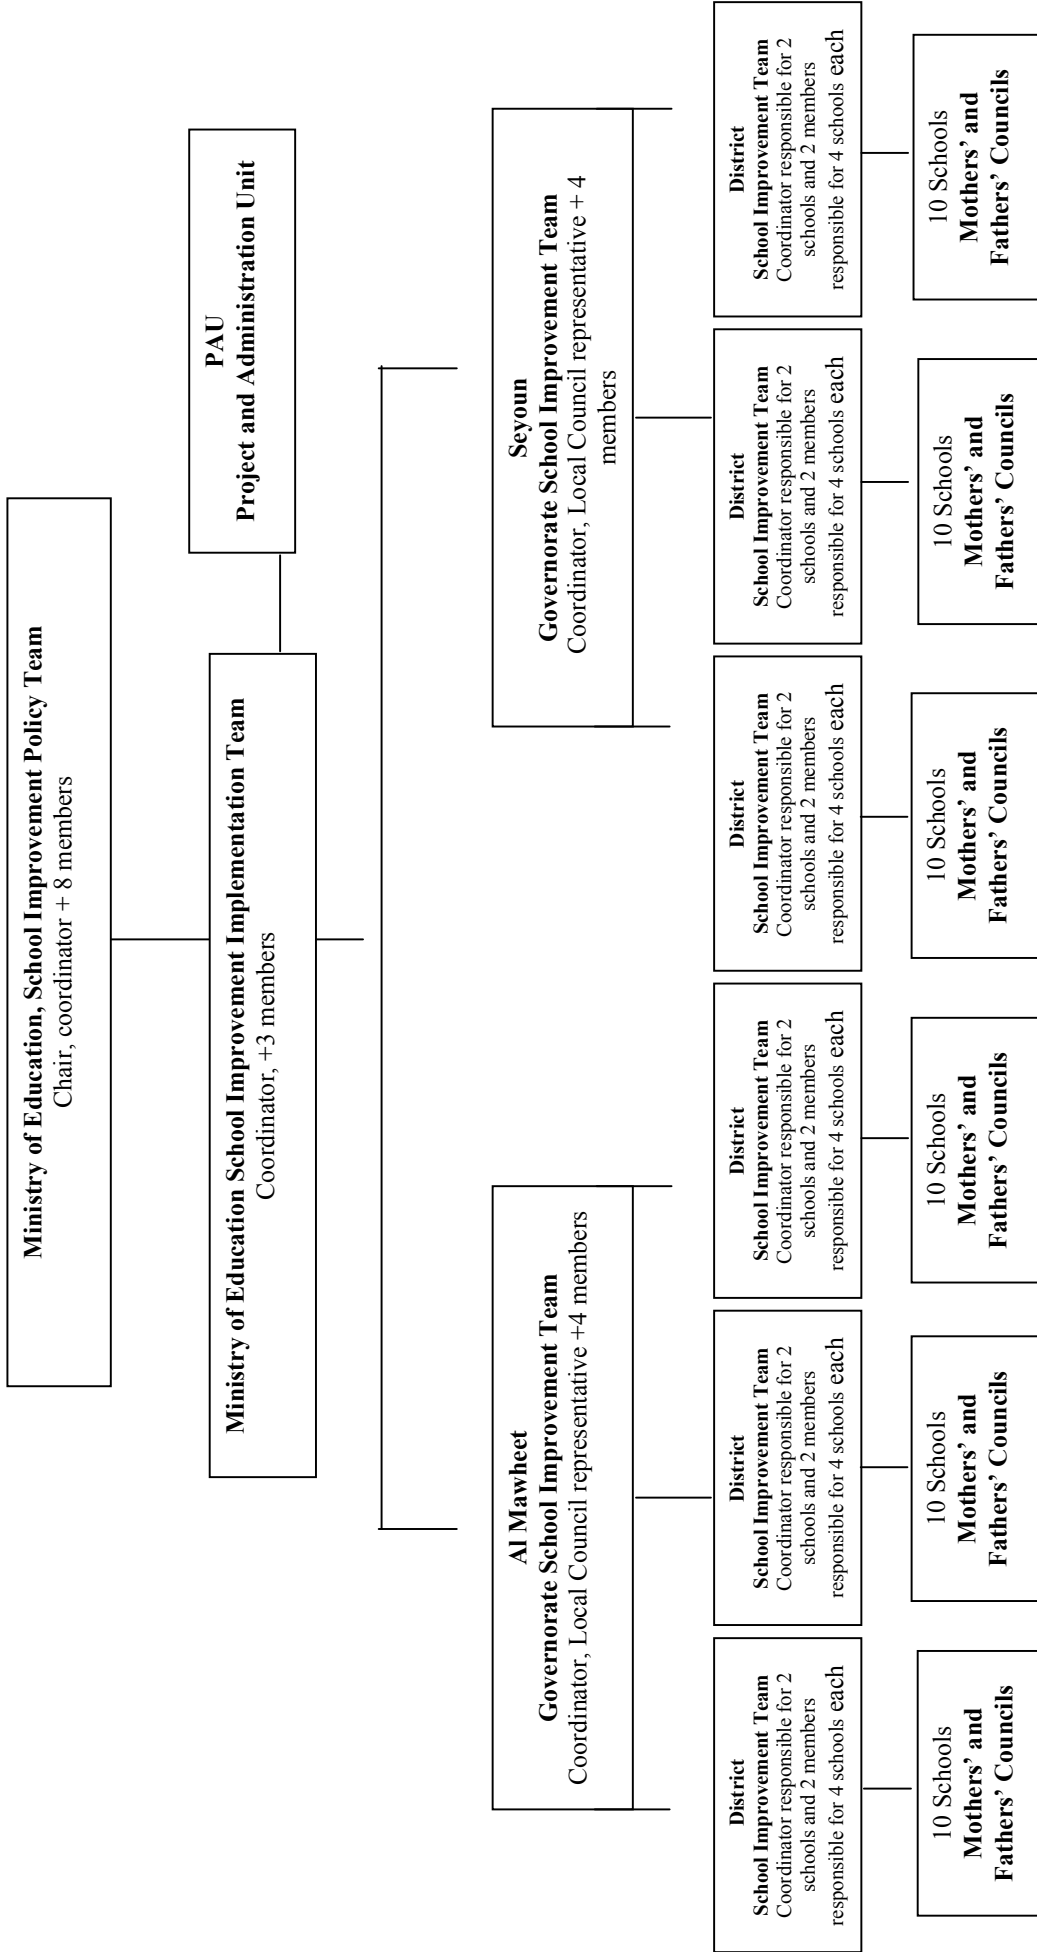 Ministry of Education, School Improvement Policy Team
Chair, coordinator + 8 members
PAU
Project and Administration Unit
Ministry of Education School Improvement Implementation Team
Coordinator, +3 members
Al Mawheet
Governorate School Improvement Team
Coordinator, Local Council representative +4 members
Seyoun
Governorate School Improvement Team
Coordinator, Local Council representative + 4
members
District
School Improvement Team
Coordinator responsible for 2
schools and 2 members
responsible for 4 schools each
District
School Improvement Team
Coordinator responsible for 2
schools and 2 members
responsible for 4 schools each
District
School Improvement Team
Coordinator responsible for 2
schools and 2 members
responsible for 4 schools each
District
School Improvement Team
Coordinator responsible for 2
schools and 2 members
responsible for 4 schools each
District
School Improvement Team
Coordinator responsible for 2
schools and 2 members
responsible for 4 schools each
District
School Improvement Team
Coordinator responsible for 2
schools and 2 members
responsible for 4 schools each
10 Schools
Mothers’ and
Fathers’ Councils
10 Schools
Mothers’ and
Fathers’ Councils
10 Schools
Mothers’ and
Fathers’ Councils
10 Schools
Mothers’ and
Fathers’ Councils
10 Schools
Mothers’ and
Fathers’ Councils
10 Schools
Mothers’ and
Fathers’ Councils